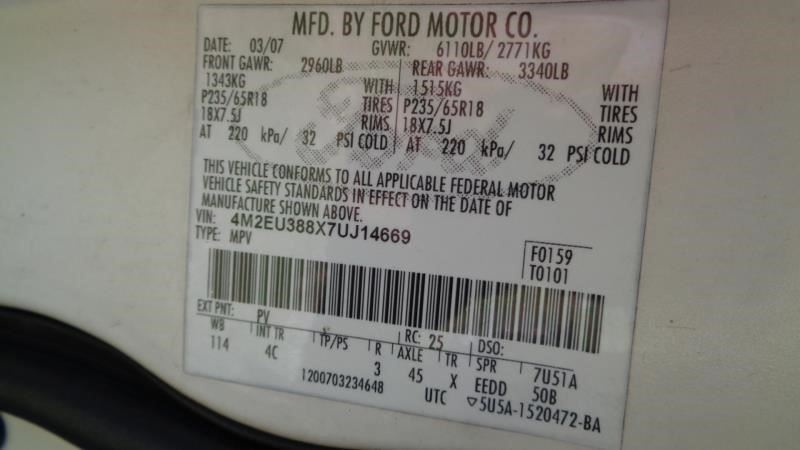 MFD. BY FORD MOTOR CO.
DATE: 03/07 GVWR: 6110LB/ 2771KG
FRONT GAWR: 2960LB REAR GAWR: 3340LB
1343KG WITH 1515KG WITH
P235/65R18 TIRES P235/65R18 TIRES
18X7.5J RIMS 18X7.5J RIMS
AT 220 kPa/ 32 PSI COLD AT 220 kPa/ 32 PSI COLD
THIS VEHICLE CONFORMS TO ALL APPLICABLE FEDERAL MOTOR
VEHICLE SAFETY STANDARDS IN EFFECT ON THE DATE OF
MANUFACTURE SHOWN ABOVE.
VIN: 4M2EU388X7UJ14669
TYPE: MPV
F0159
T0101
EXT PNT: PV RC: 25 DSO:
WB INT TR TP/PS R AXLE TR SPR 7U51A
114 4C 3 45 X EEDD 50B
1200703234648 UTC ▽5U5A-1520472-BA